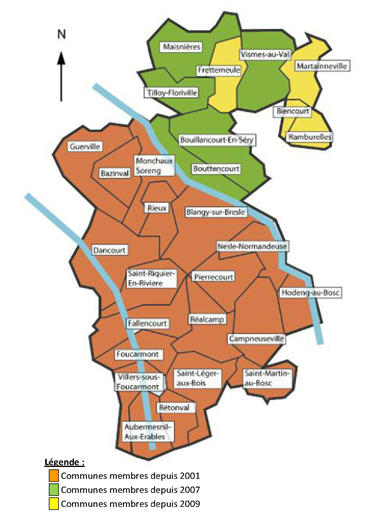 N
Maisnières
Vismes-au-Val
Frettemeule
Martainneville
Tilloy-Floriville
Biencourt
Ramburelles
Bouillancourt-En-Séry
Guerville
Monchaux
Soreng
Bazinval
Bouttencourt
Rieux
Blangy-sur-Bresle
Dancourt
Nesle-Normandeuse
Saint-Riquier-
En-Riviere
Pierrecourt
Hodeng-au-Bosc
Fallencourt
Réalcamp
Campneuseville
Foucarmont
Villers-sous-
Foucarmont
Saint-Léger-
aux-Bois
Saint-Martin-
au-Bosc
Rétonval
Aubermesnil-
Aux-Erables
Légende :
Communes membres depuis 2001
Communes membres depuis 2007
Communes membres depuis 2009